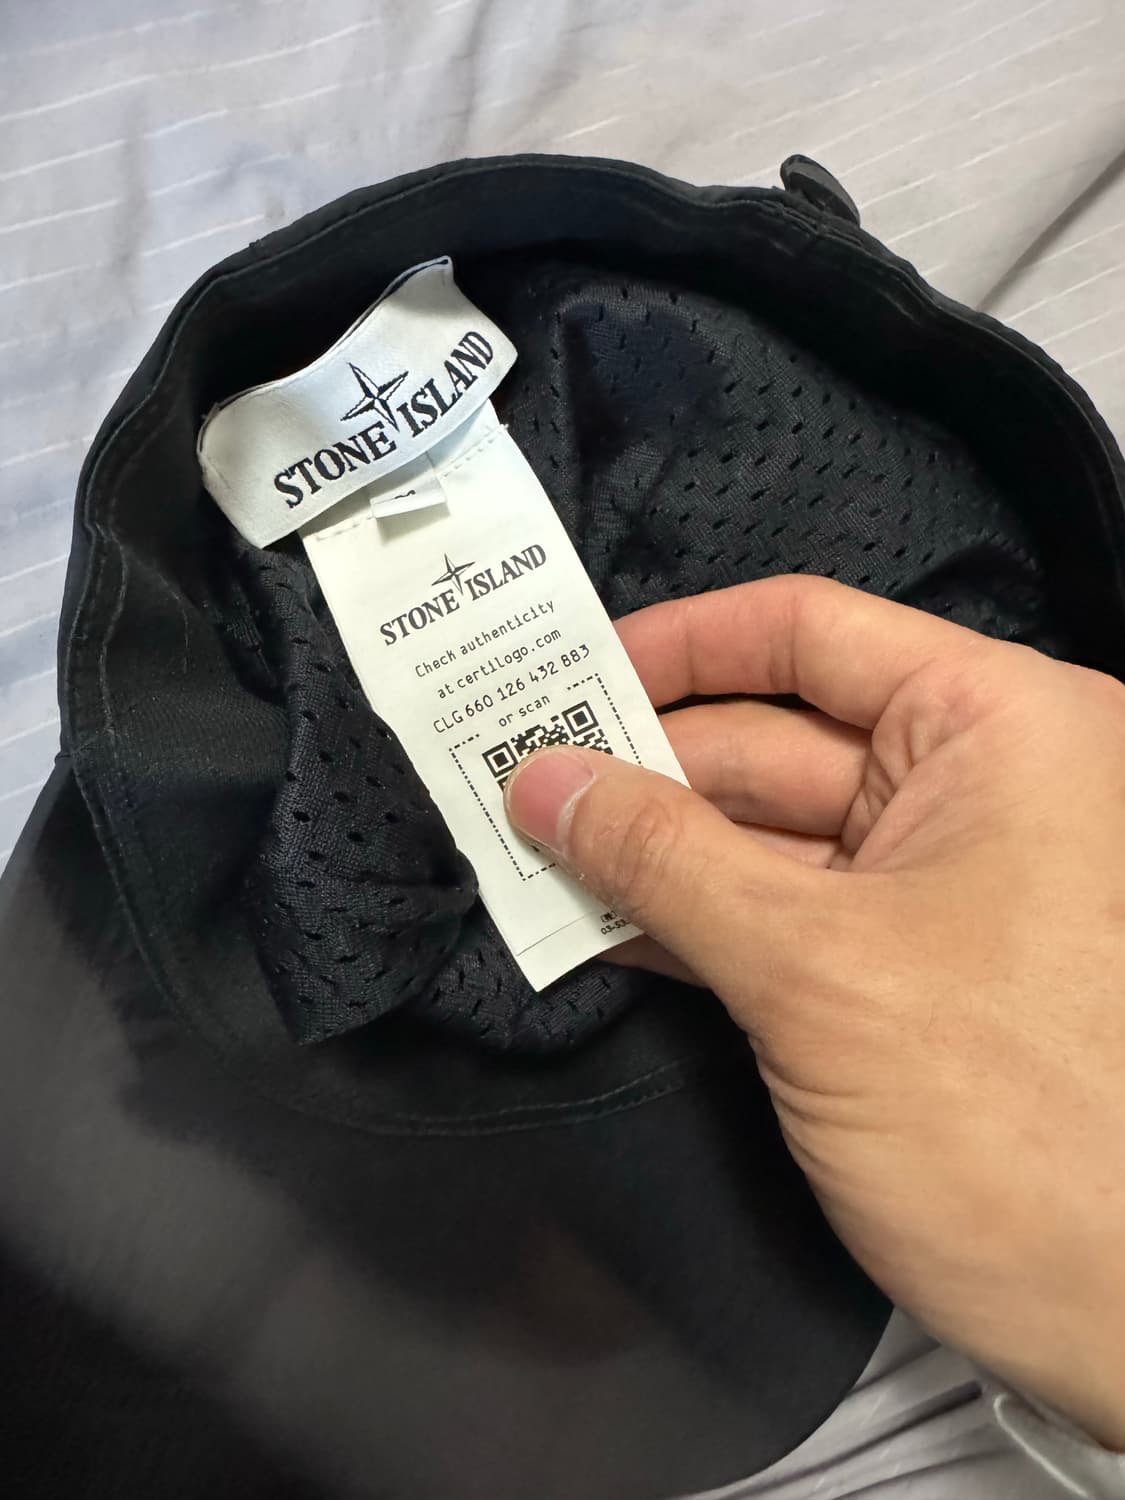 STONE ISLAND
STONE ISLAND
Check authenticity
at certilogo.com
CLG 660 126 432 883
or scan